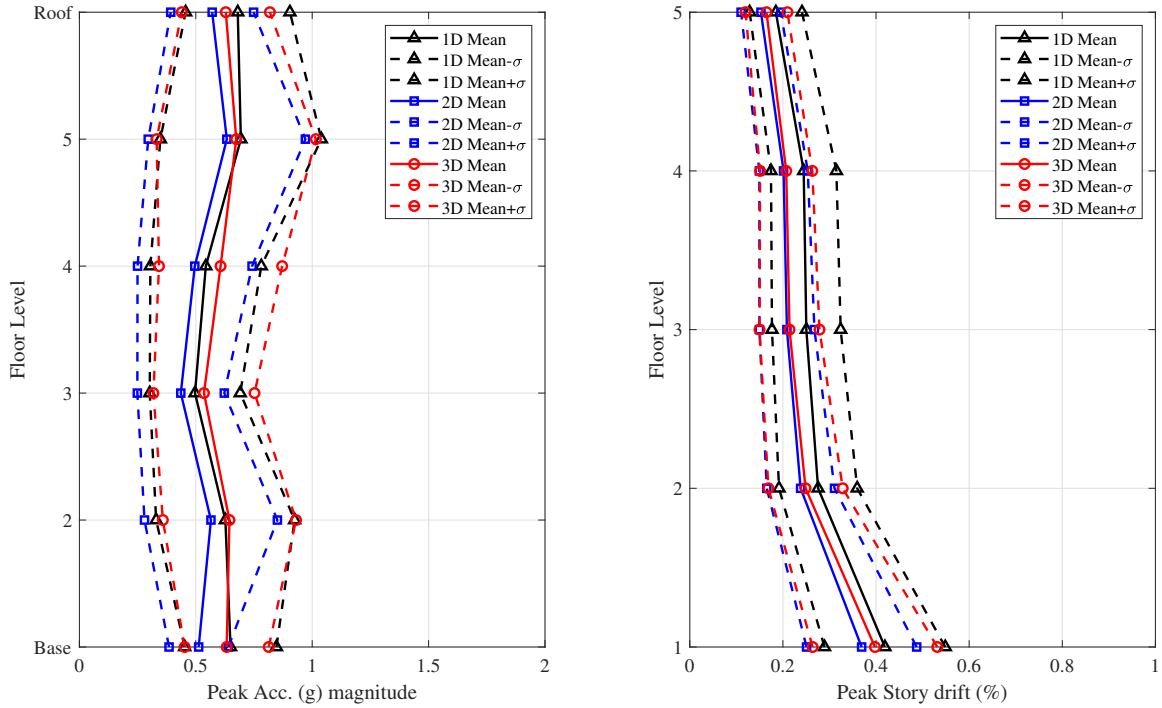 Roof
5
4
3
2
Base
Floor Level
0
0.5
1
1.5
2
Peak Acc. (g) magnitude
1D Mean
1D Mean-σ
1D Mean+σ
2D Mean
2D Mean-σ
2D Mean+σ
3D Mean
3D Mean-σ
3D Mean+σ
5
4
3
2
1
Floor Level
0
0.2
0.4
0.6
0.8
1
Peak Story drift (%)
1D Mean
1D Mean-σ
1D Mean+σ
2D Mean
2D Mean-σ
2D Mean+σ
3D Mean
3D Mean-σ
3D Mean+σ